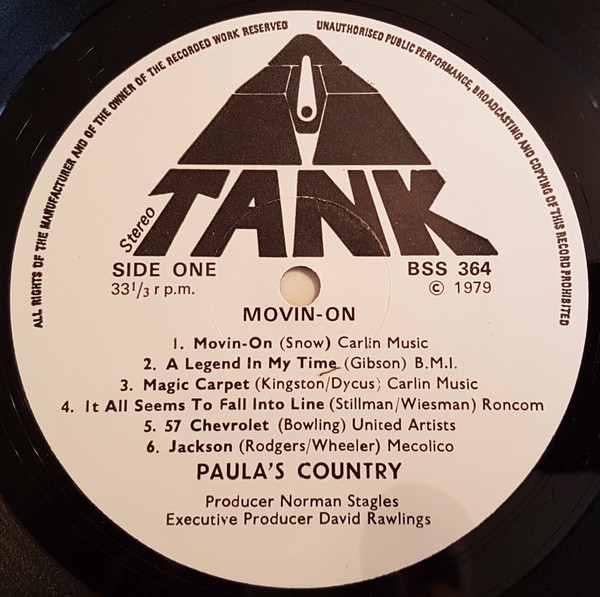 ALL RIGHTS OF THE MANUFACTURER AND OF THE OWNER OF THE RECORDED WORK RESERVED
UNAUTHORISED PUBLIC PERFORMANCE, BROADCASTING AND COPYING OF THIS RECORD PROHIBITED
TANK
Stereo
SIDE ONE
BSS 364
33 1/3 r p.m.
© 1979
MOVIN-ON
1. Movin-On (Snow) Carlin Music
2. A Legend In My Time (Gibson) B.M.I.
3. Magic Carpet (Kingston/Dycus) Carlin Music
4. It All Seems To Fall Into Line (Stillman/Wiesman) Roncom
5. 57 Chevrolet (Bowling) United Artists
6. Jackson (Rodgers/Wheeler) Mecolico
PAULA'S COUNTRY
Producer Norman Stagles
Executive Producer David Rawlings